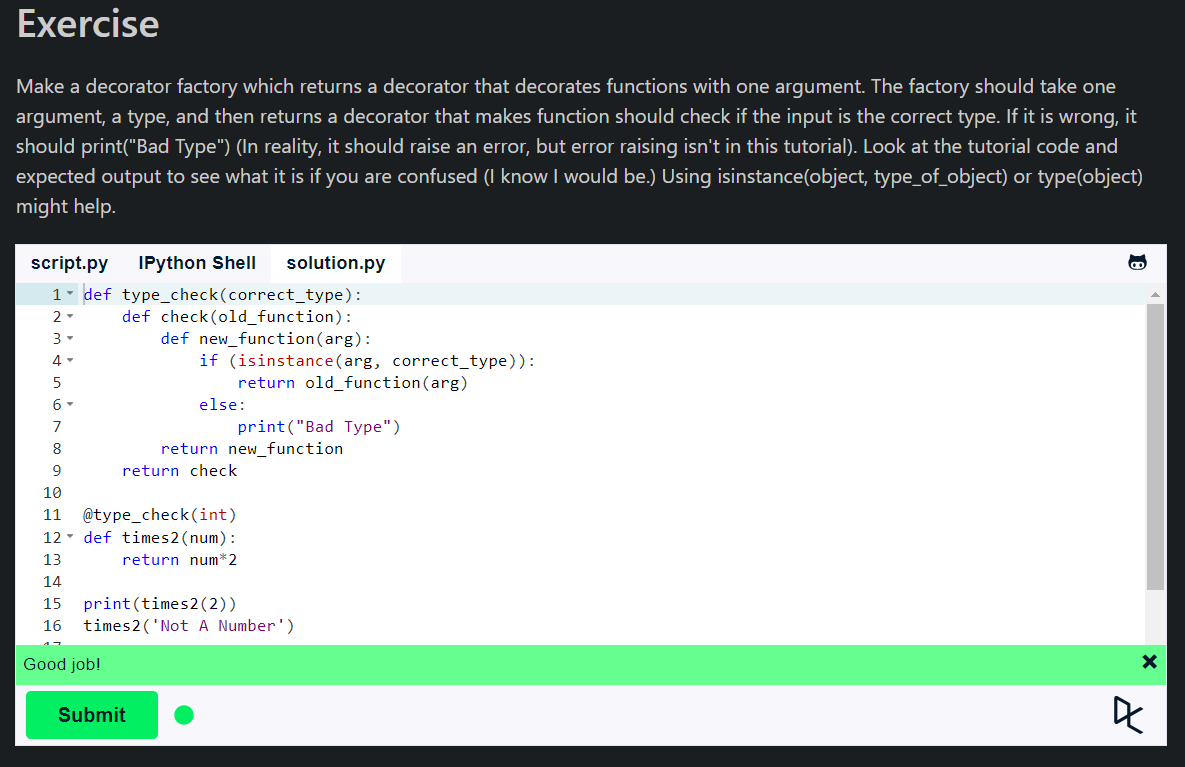 Exercise
Make a decorator factory which returns a decorator that decorates functions with one argument. The factory should take one
argument, a type, and then returns a decorator that makes function should check if the input is the correct type. If it is wrong, it
should print("Bad Type") (In reality, it should raise an error, but error raising isn't in this tutorial). Look at the tutorial code and
expected output to see what it is if you are confused (I know I would be.) Using isinstance(object, type_of_object) or type(object)
might help.
script.py IPython Shell solution.py
1 def type_check(correct_type):
2     def check(old_function):
3         def new_function(arg):
4             if (isinstance(arg, correct_type)):
5                 return old_function(arg)
6             else:
7                 print("Bad Type")
8         return new_function
9     return check
10
11 @type_check(int)
12 def times2(num):
13     return num*2
14
15 print(times2(2))
16 times2('Not A Number')
Good job!
Submit